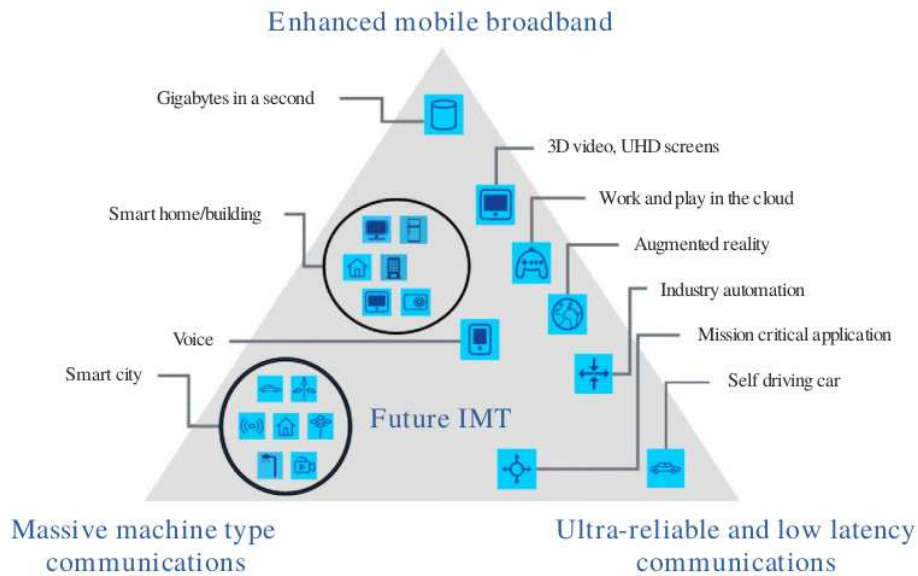 Enhanced mobile broadband
Gigabytes in a second
3D video, UHD screens
Work and play in the cloud
Smart home/building
Augmented reality
Industry automation
Mission critical application
Voice
Smart city
Self driving car
Future IMT
Massive machine type
communications
Ultra-reliable and low latency
communications